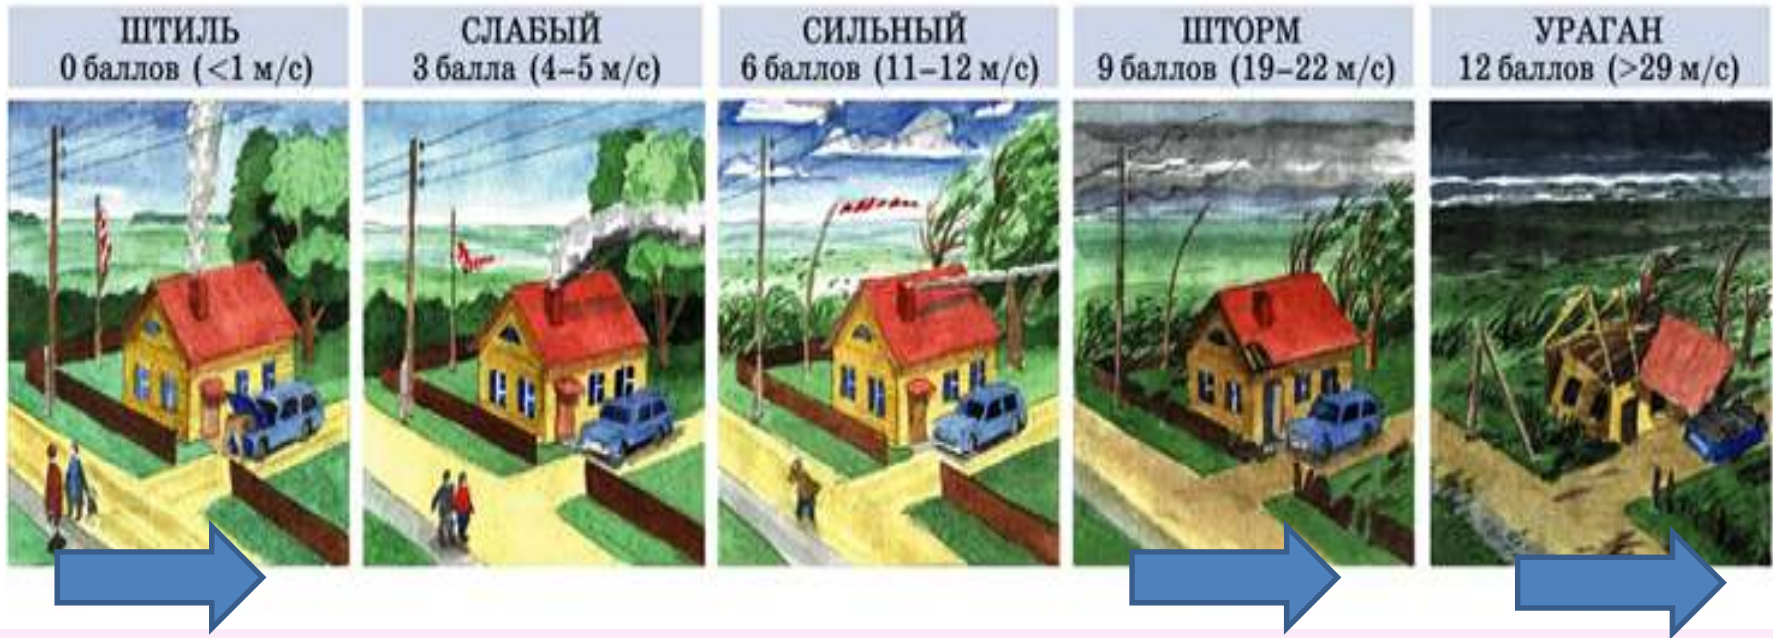 ШТИЛЬ
0 баллов (<1 м/с)
СЛАБЫЙ
3 балла (4–5 м/с)
СИЛЬНЫЙ
6 баллов (11–12 м/с)
ШТОРМ
9 баллов (19–22 м/с)
УРАГАН
12 баллов (>29 м/с)